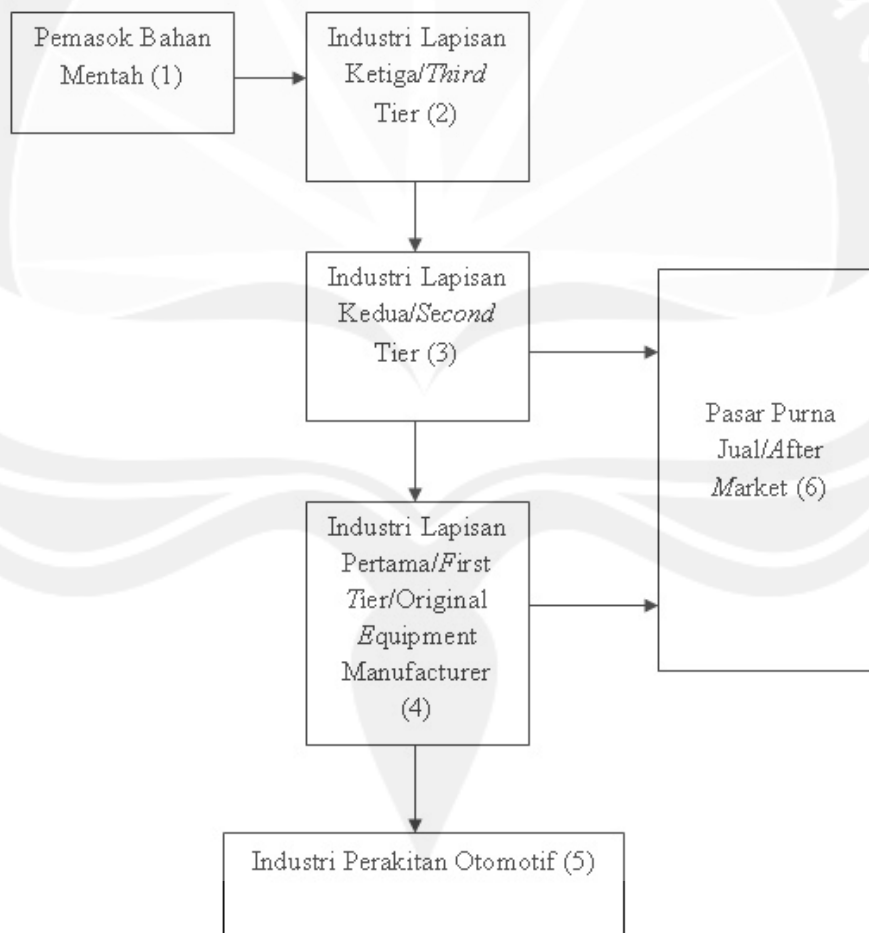 Pemasok Bahan
Mentah (1)
Industri Lapisan
Ketiga/Third
Tier (2)
Industri Lapisan
Kedua/Second
Tier (3)
Pasar Purna
Jual/After
Market (6)
Industri Lapisan
Pertama/First
Tier/Original
Equipment
Manufacturer
(4)
Industri Perakitan Otomotif (5)